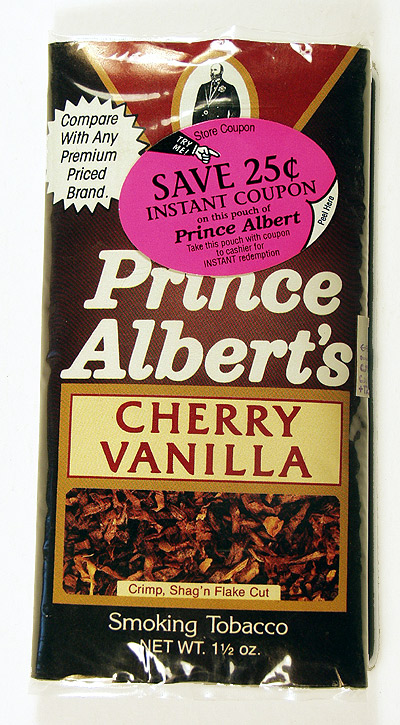 Compare
With Any
Premium
Priced
Brand.
TRY
ME!
Store Coupon
SAVE 25¢
INSTANT COUPON
on this pouch of
Prince Albert
Take this pouch with coupon
to cashier for
INSTANT redemption
Peel Here
Prince
Albert's
CHERRY
VANILLA
Crimp, Shag'n Flake Cut
Smoking Tobacco
NET WT. 1½ oz.